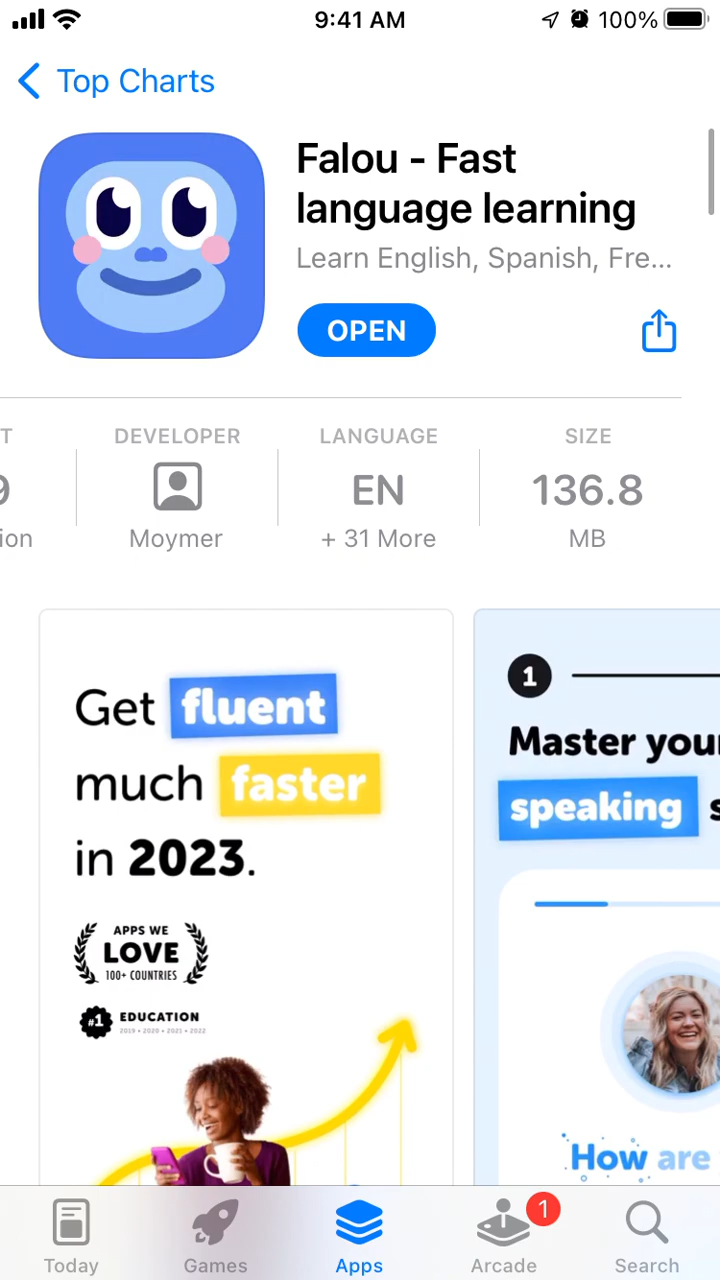 9:41 AM
100%
Top Charts
Falou - Fast
language learning
Learn English, Spanish, Fre...
OPEN
T
DEVELOPER
LANGUAGE
SIZE
9
EN
136.8
ion
Moymer
+ 31 More
MB
Get fluent
much faster
in 2023.
APPS WE
LOVE
100+ COUNTRIES
#1 EDUCATION
2019 • 2020 • 2021 • 2022
1
Master your
speaking s
How are
Today
Games
Apps
Arcade
1
Search